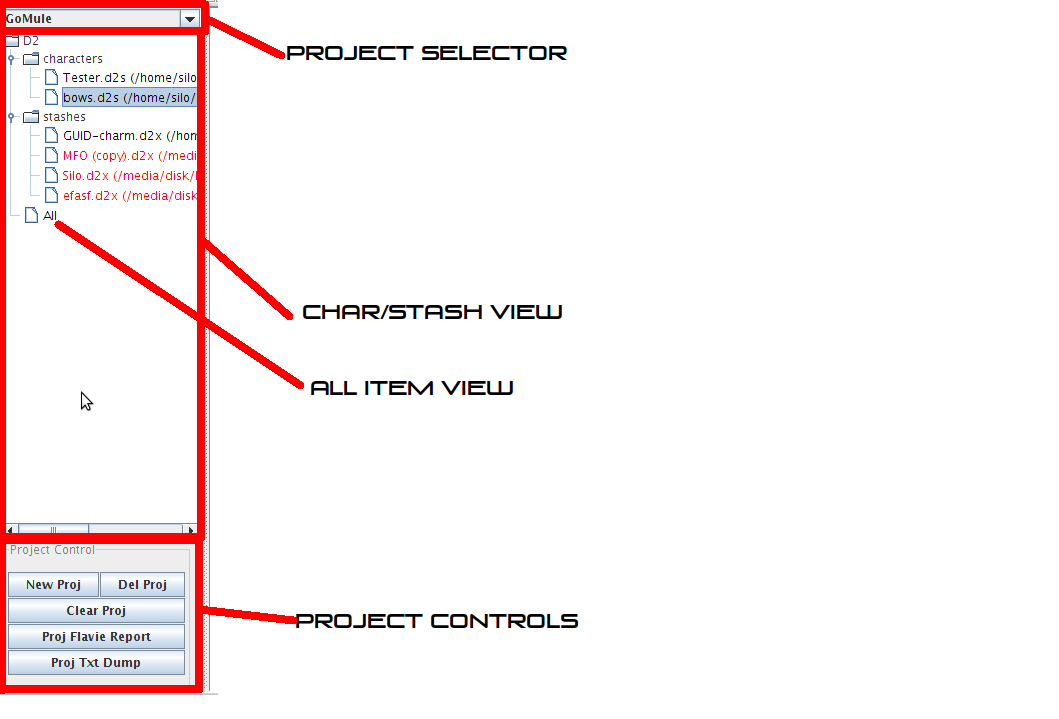 GoMule
PROJECT SELECTOR
D2
characters
Tester.d2s (/home/silo
bows.d2s (/home/silo/
stashes
GUID-charm.d2x (/hom
MFO (copy).d2x (/medi
Silo.d2x (/media/disk/
efasf.d2x (/media/disk
All
CHAR/STASH VIEW
ALL ITEM VIEW
Project Control
New Proj Del Proj
Clear Proj
PROJECT CONTROLS
Proj Flavie Report
Proj Txt Dump